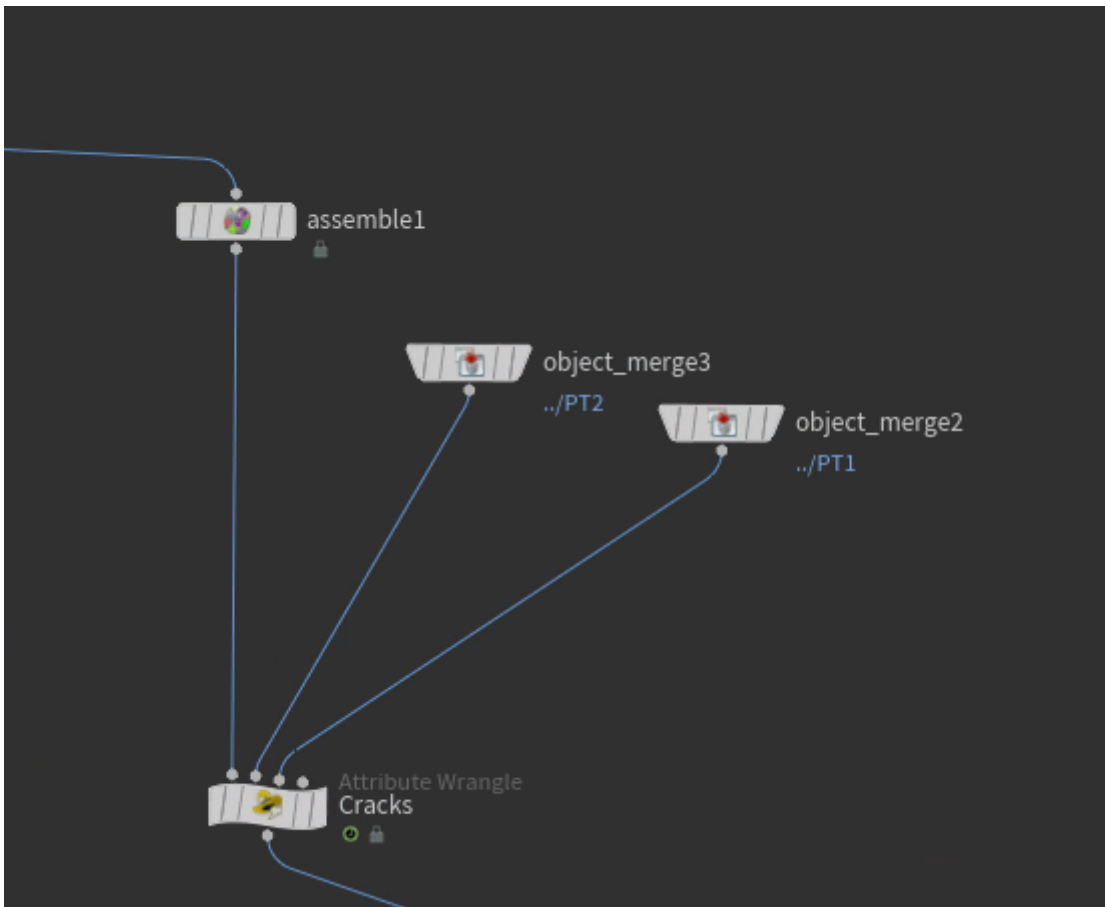 assemble1
object_merge3
../PT2
object_merge2
../PT1
Attribute Wrangle
Cracks